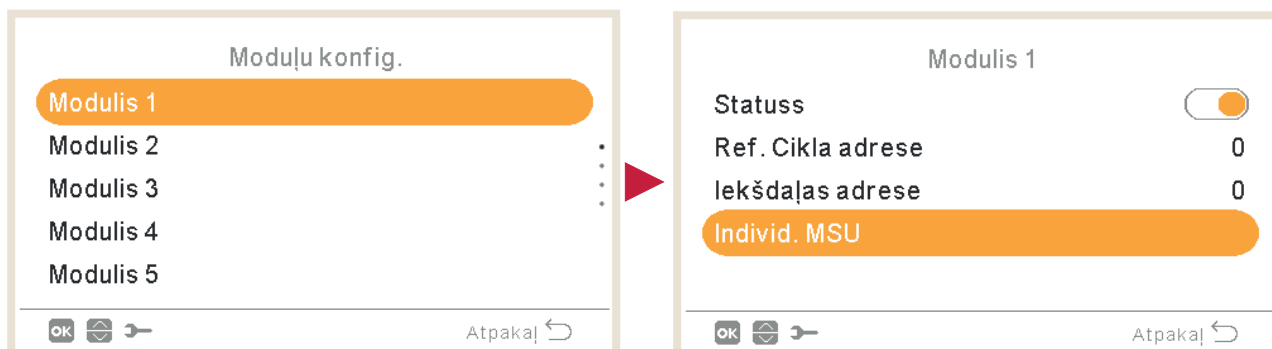 Moduļu konfig.
Modulis 1
Modulis 2
Modulis 3
Modulis 4
Modulis 5
OK
Atpakaļ
Modulis 1
Statuss
Ref. Cikla adrese 0
Iekšdaļas adrese 0
Individ. MSU
OK
Atpakaļ